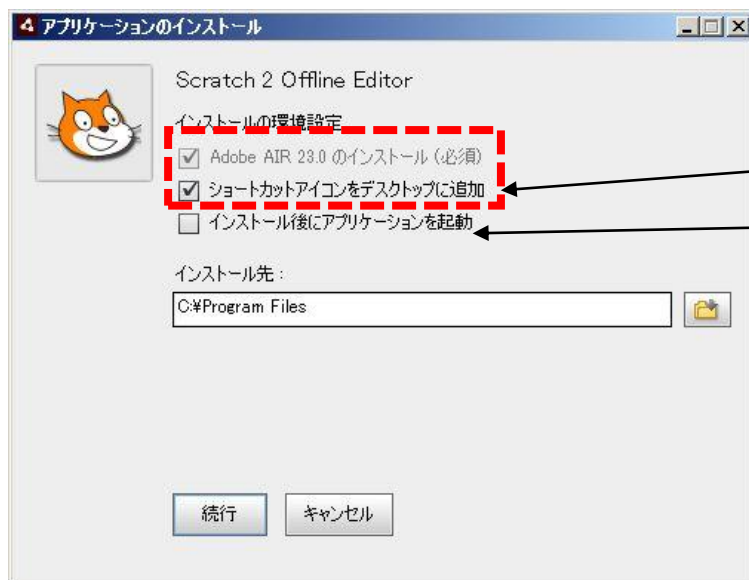 アプリケーションのインストール
Scratch 2 Offline Editor
インストールの環境設定
Adobe AIR 23.0 のインストール (必須)
ショートカットアイコンをデスクトップに追加
インストール後にアプリケーションを起動
インストール先 :
C:¥Program Files
続行
キャンセル